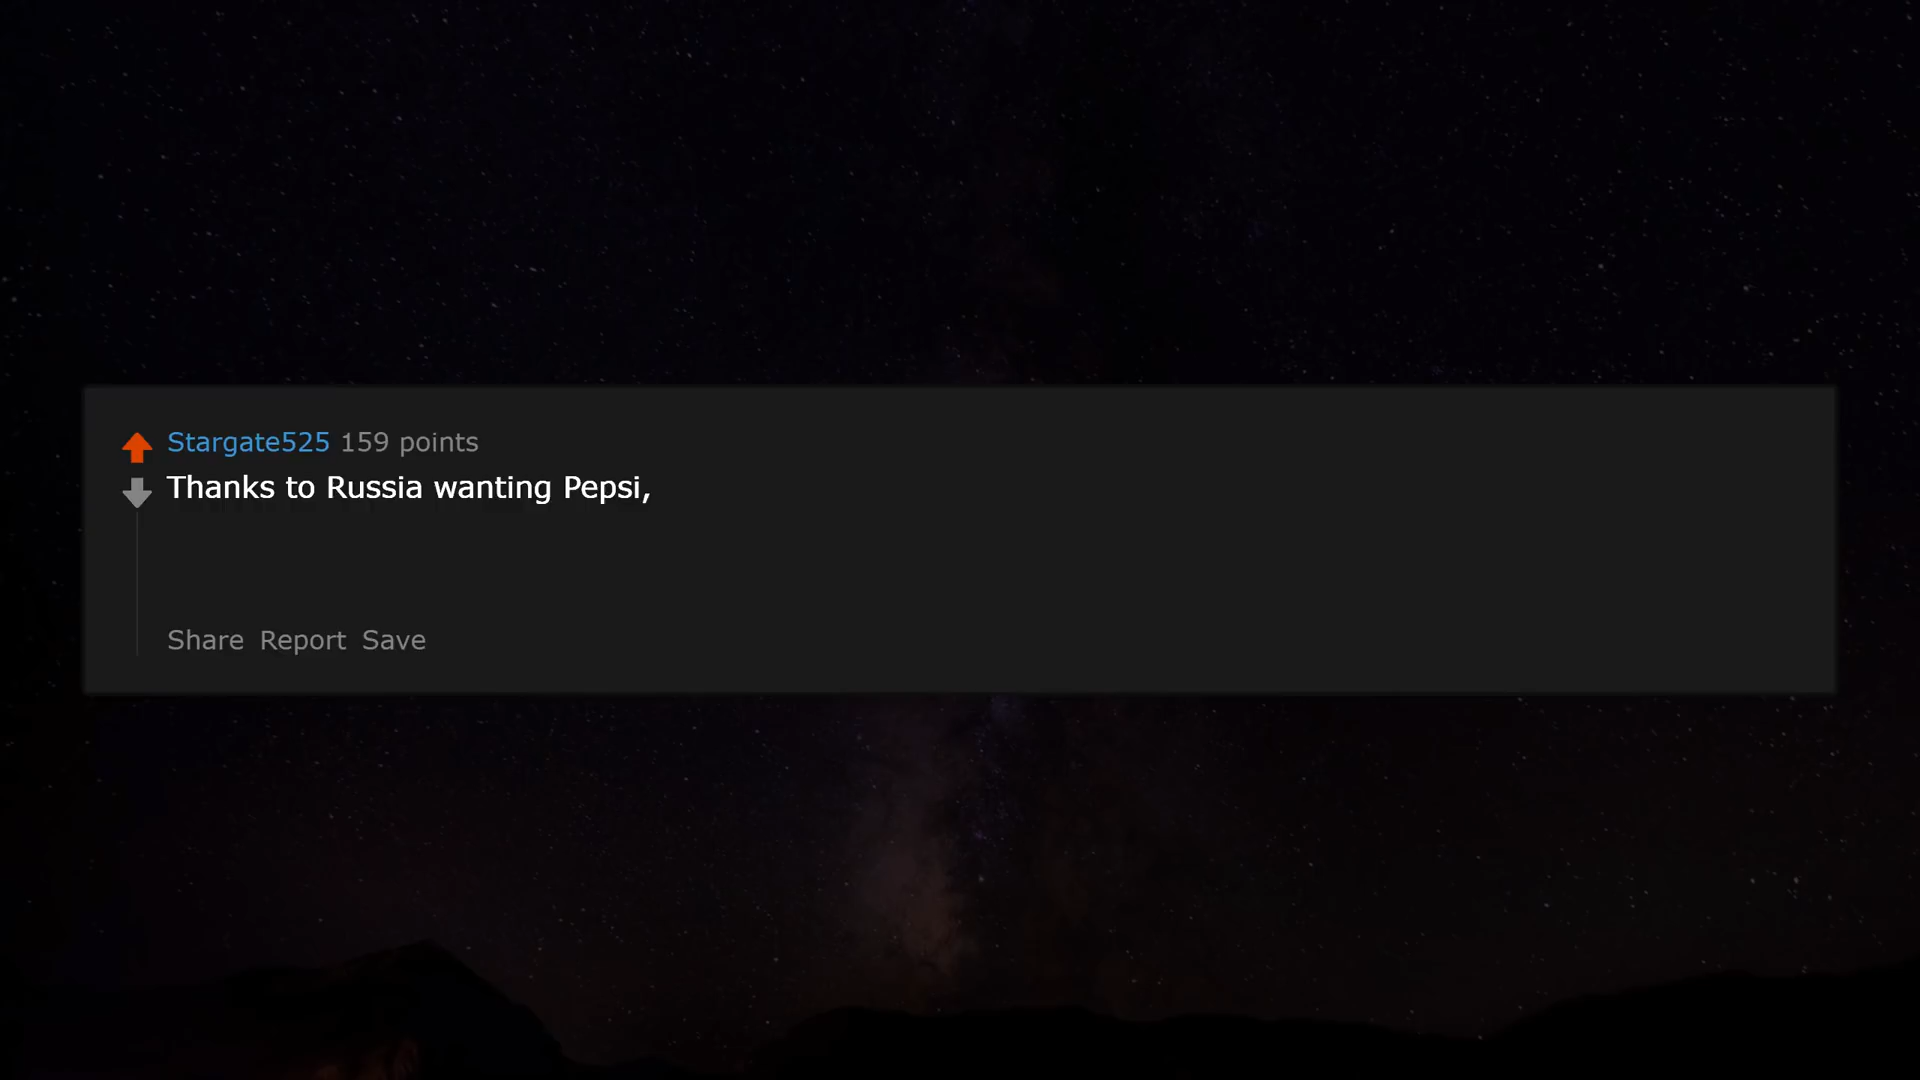 Stargate525 159 points
Thanks to Russia wanting Pepsi,
Share Report Save